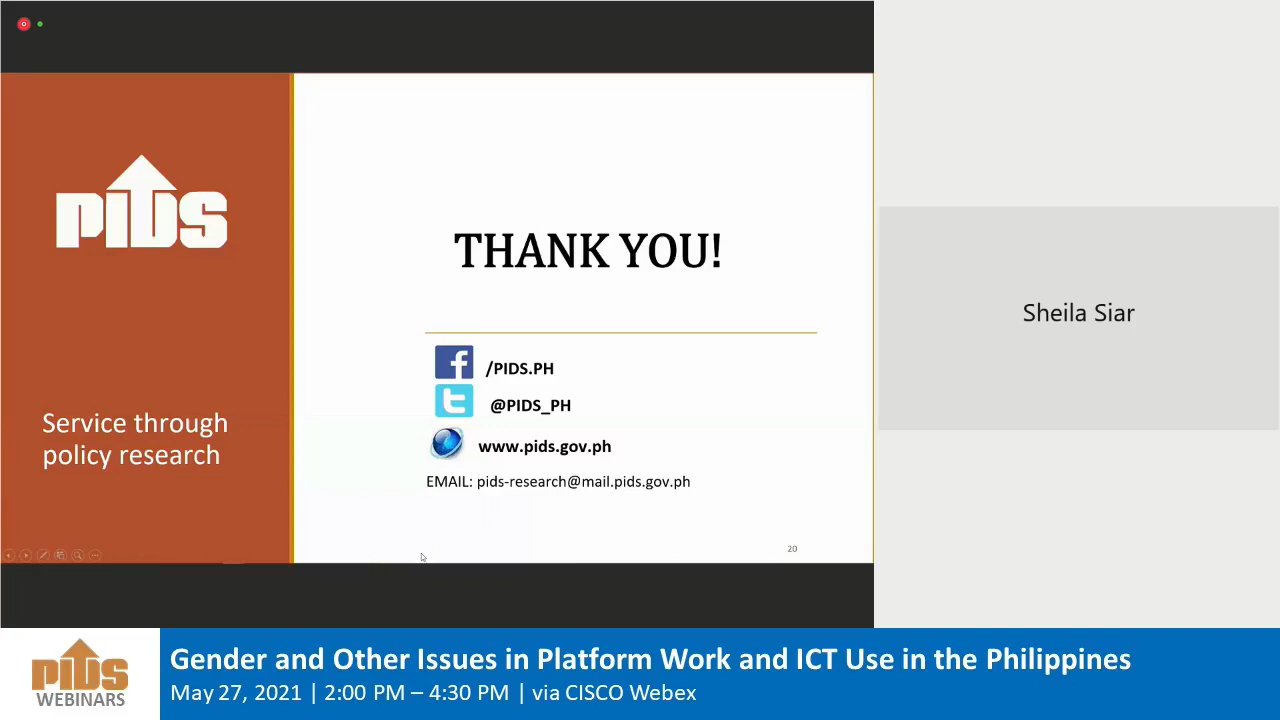 PIDS
Service through
policy research
THANK YOU!
/PIDS.PH
@PIDS_PH
www.pids.gov.ph
EMAIL: pids-research@mail.pids.gov.ph
20
Sheila Siar
PIDS
WEBINARS
Gender and Other Issues in Platform Work and ICT Use in the Philippines
May 27, 2021 | 2:00 PM – 4:30 PM | via CISCO Webex